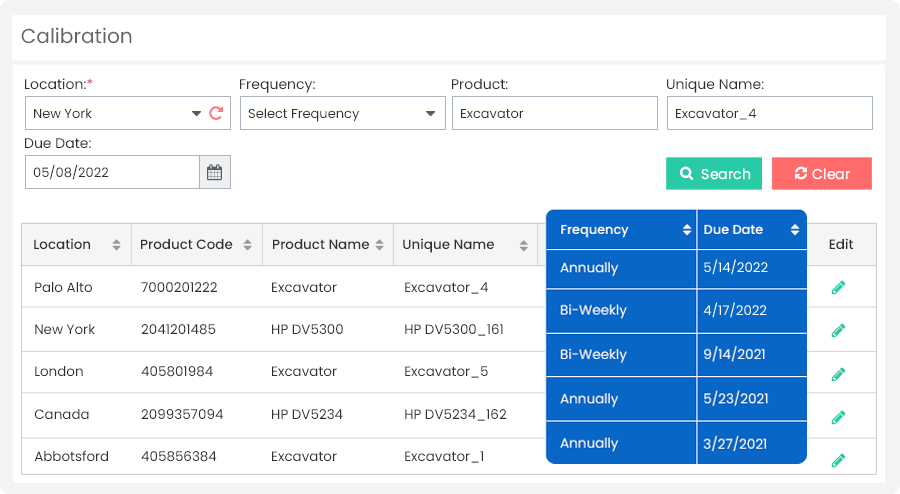 Calibration
Location:* Frequency: Product: Unique Name:
New York Select Frequency Excavator Excavator_4
Due Date:
05/08/2022 Search Clear
Location Product Code Product Name Unique Name Frequency Due Date Edit
Palo Alto 7000201222 Excavator Excavator_4 Annually 5/14/2022
New York 2041201485 HP DV5300 HP DV5300_161 Bi-Weekly 4/17/2022
London 405801984 Excavator Excavator_5 Bi-Weekly 9/14/2021
Canada 2099357094 HP DV5234 HP DV5234_162 Annually 5/23/2021
Abbotsford 405856384 Excavator Excavator_1 Annually 3/27/2021